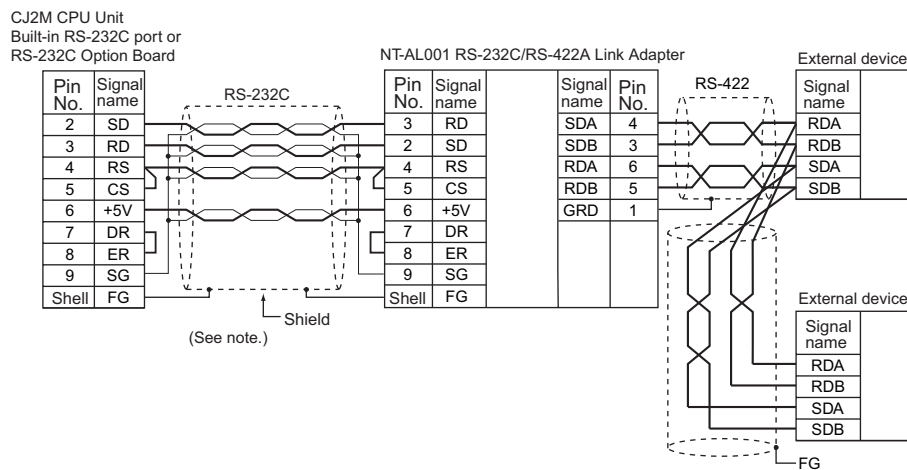 CJ2M CPU Unit
Built-in RS-232C port or
RS-232C Option Board
NT-AL001 RS-232C/RS-422A Link Adapter
External device
Pin No. Signal name
RS-232C
Pin No. Signal name
Signal name Pin No.
RS-422
Signal name
2 SD
3 RD
4 RS
5 CS
6 +5V
7 DR
8 ER
9 SG
Shell FG
3 RD
2 SD
4 RS
5 CS
6 +5V
7 DR
8 ER
9 SG
Shell FG
SDA 4
SDB 3
RDA 6
RDB 5
GRD 1
RDA
RDB
SDA
SDB
Shield
(See note.)
External device
Signal name
RDA
RDB
SDA
SDB
FG